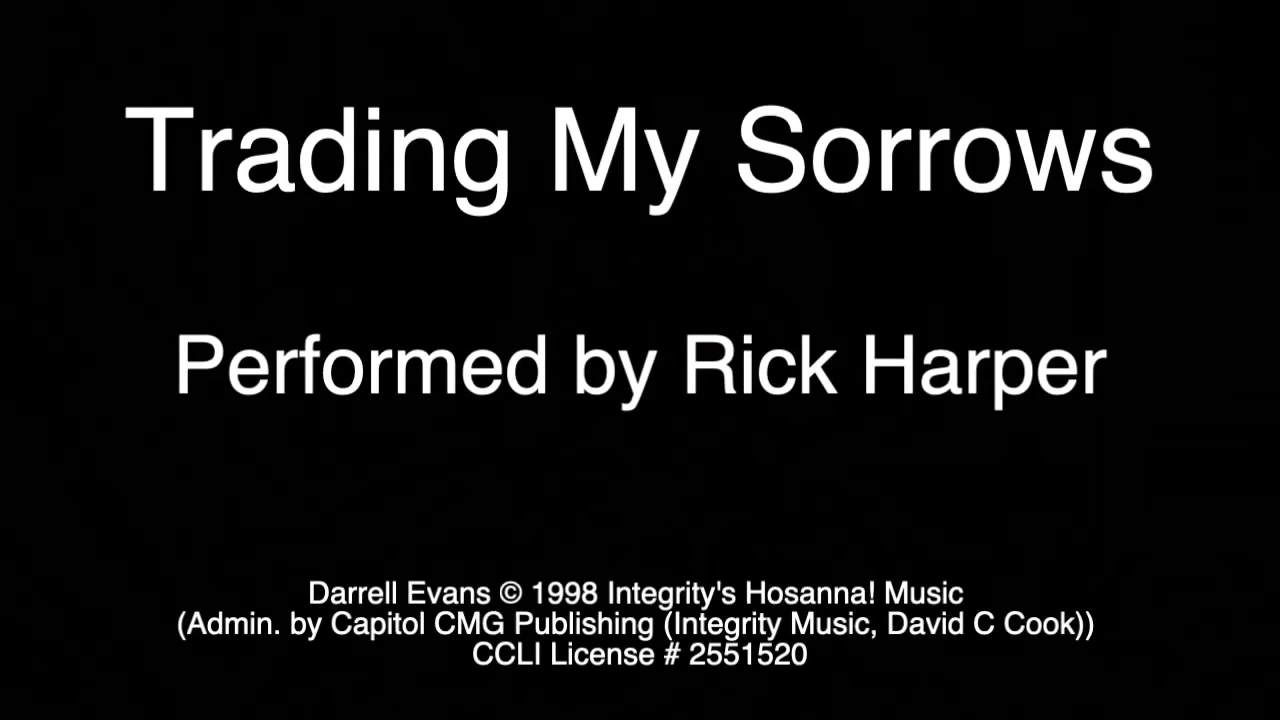 Trading My Sorrows
Performed by Rick Harper
Darrell Evans © 1998 Integrity's Hosanna! Music
(Admin. by Capitol CMG Publishing (Integrity Music, David C Cook))
CCLI License # 2551520